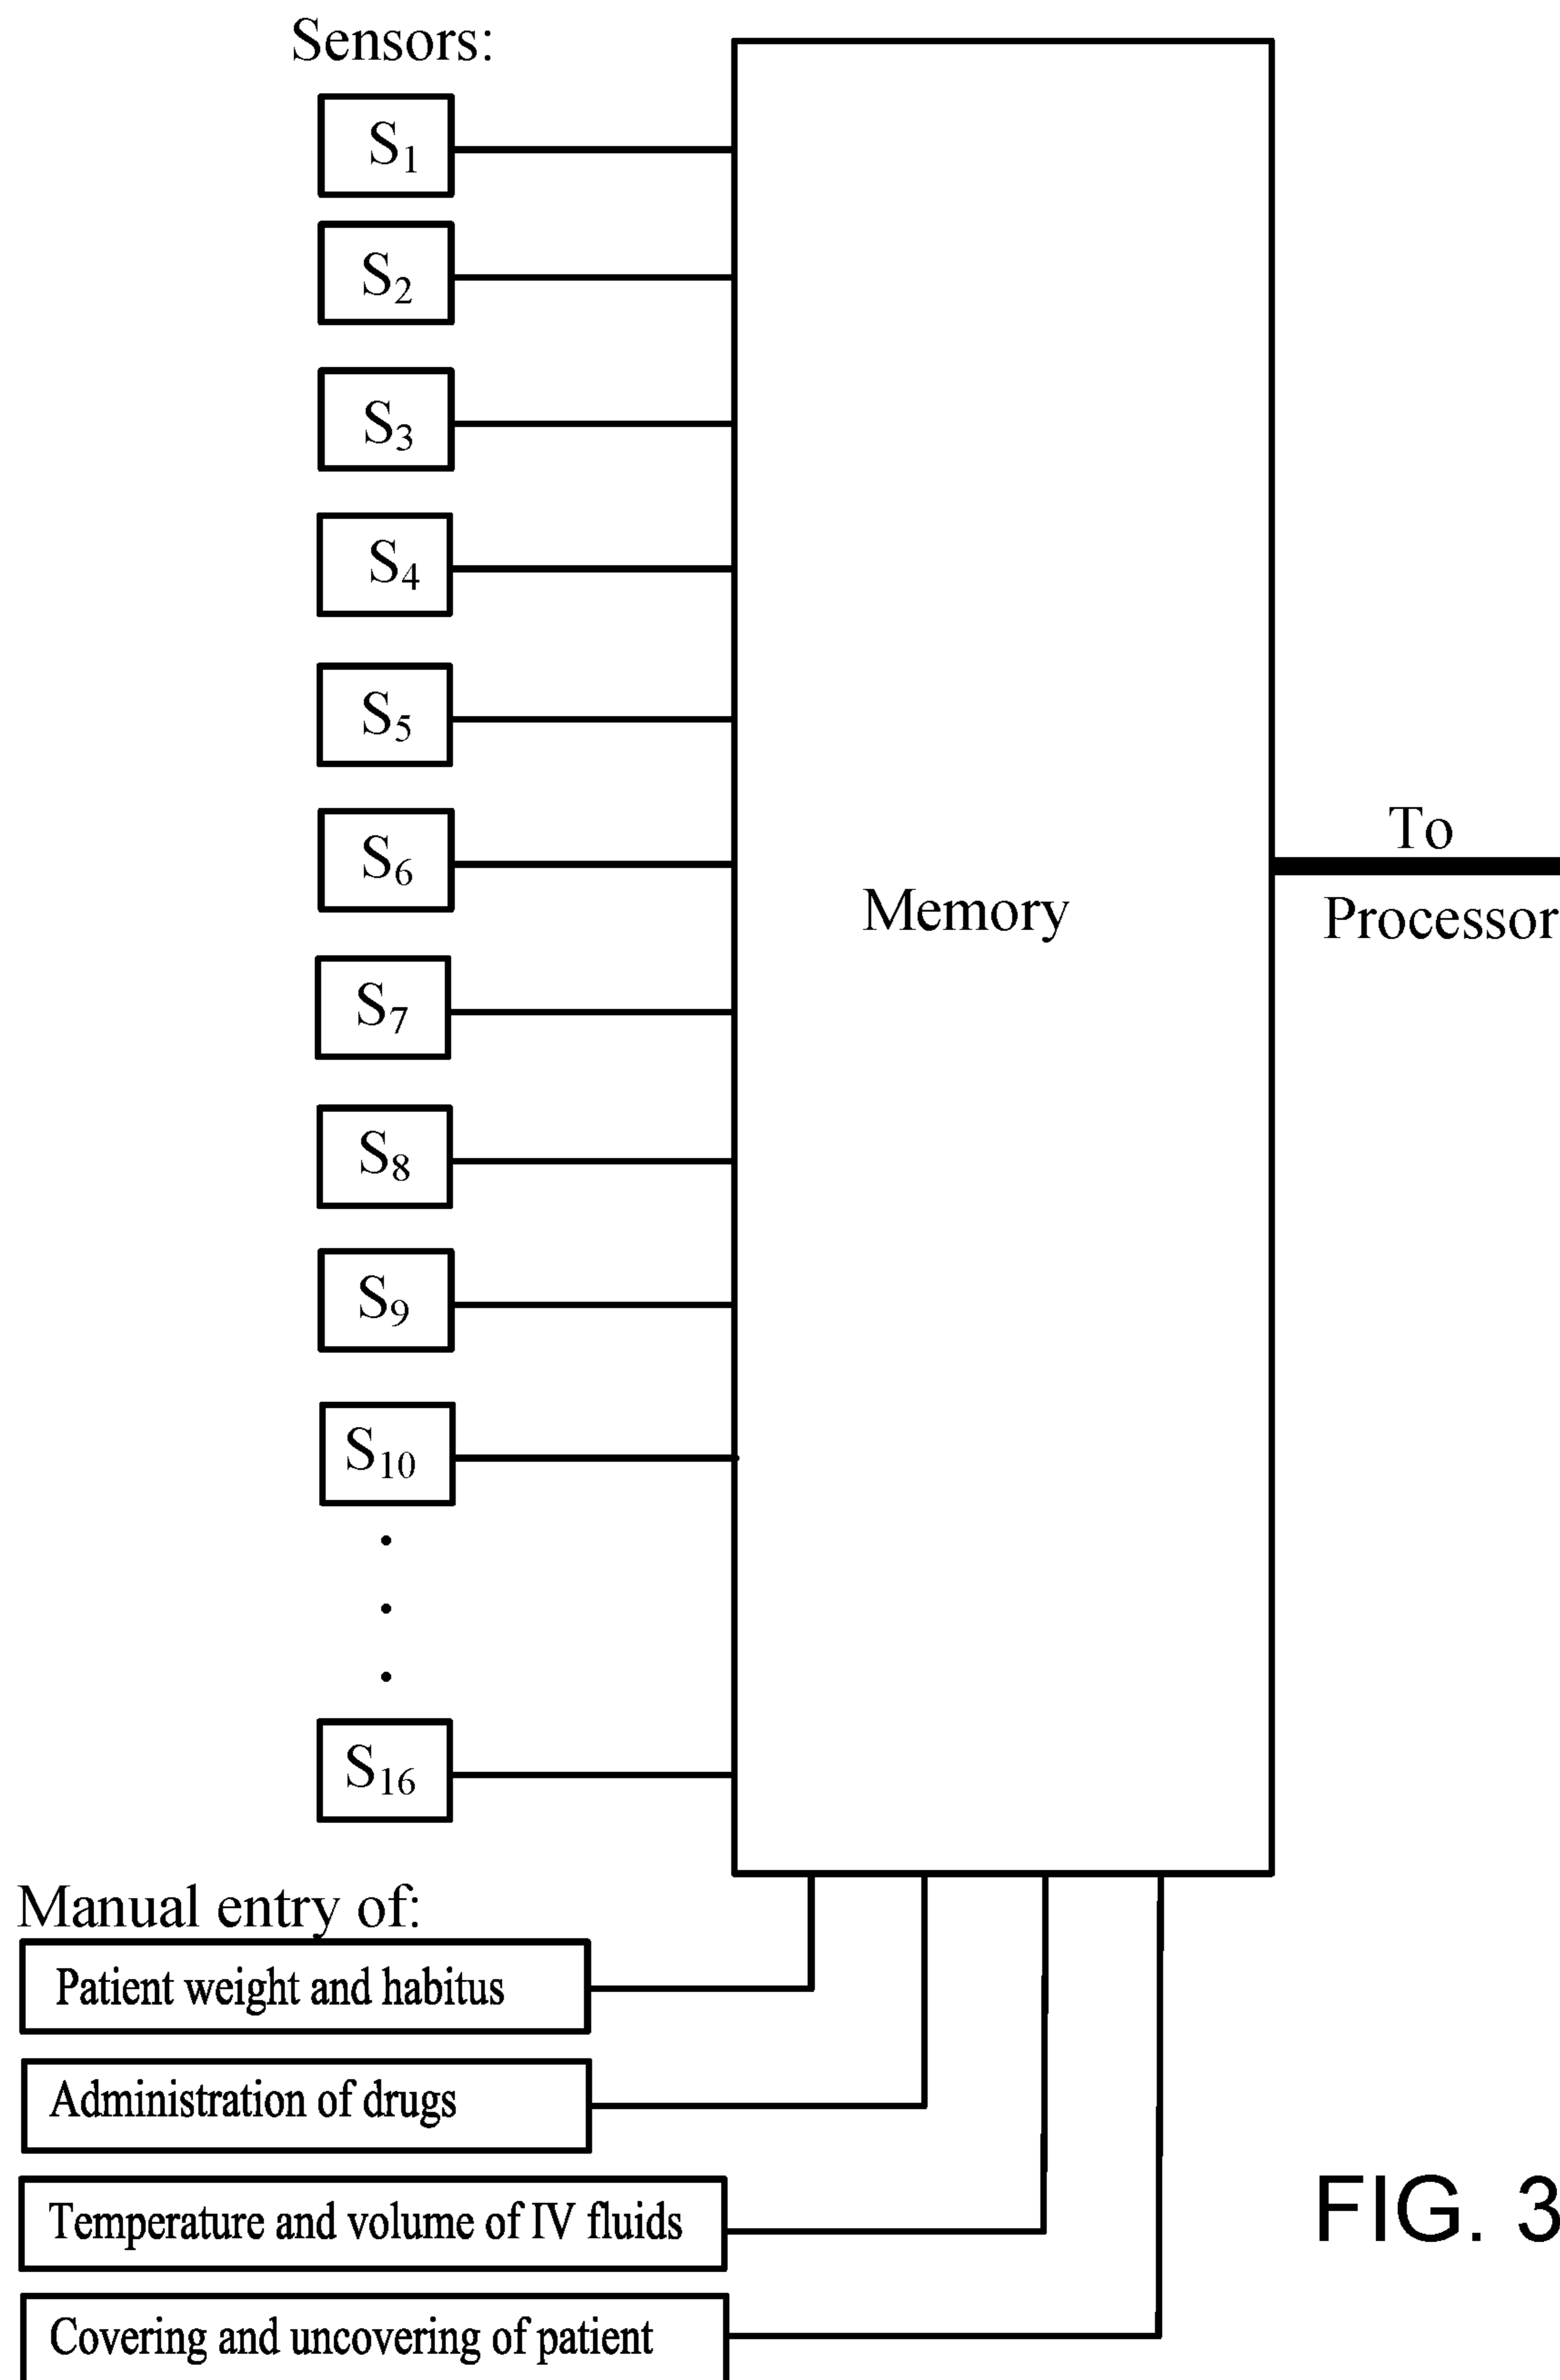 Sensors:
S₁
S₂
S₃
S₄
S₅
S₆
S₇
S₈
S₉
S₁₀
.
.
.
S₁₆
Memory
To
Processor
Manual entry of:
Patient weight and habitus
Administration of drugs
Temperature and volume of IV fluids
Covering and uncovering of patient
FIG. 3